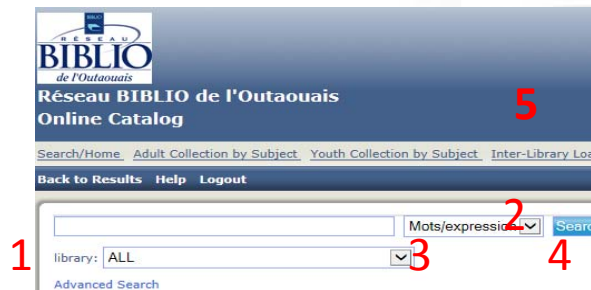 BIBLIO
RÉSEAU
BIBLIO
de l'Outaouais
Réseau BIBLIO de l'Outaouais
Online Catalog
5
Search/Home Adult Collection by Subject Youth Collection by Subject Inter-Library Loa
Back to Results Help Logout
Mots/expression 2 Searc
1 library: ALL 3 4
Advanced Search